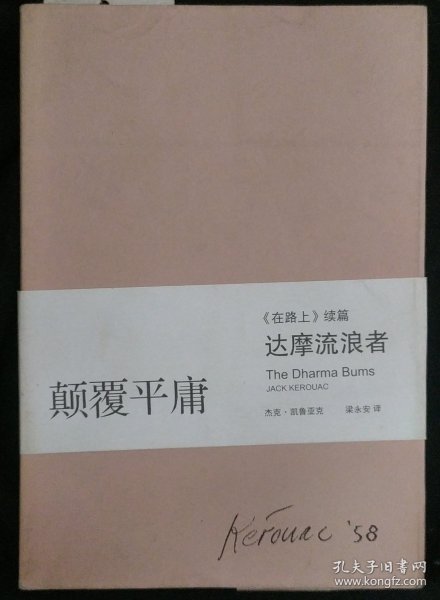 《在路上》续篇
达摩流浪者
The Dharma Bums
JACK KEROUAC
颠覆平庸
杰克·凯鲁亚克 梁永安 译
Kerouac '58
孔夫子旧书网
www.kongfz.com